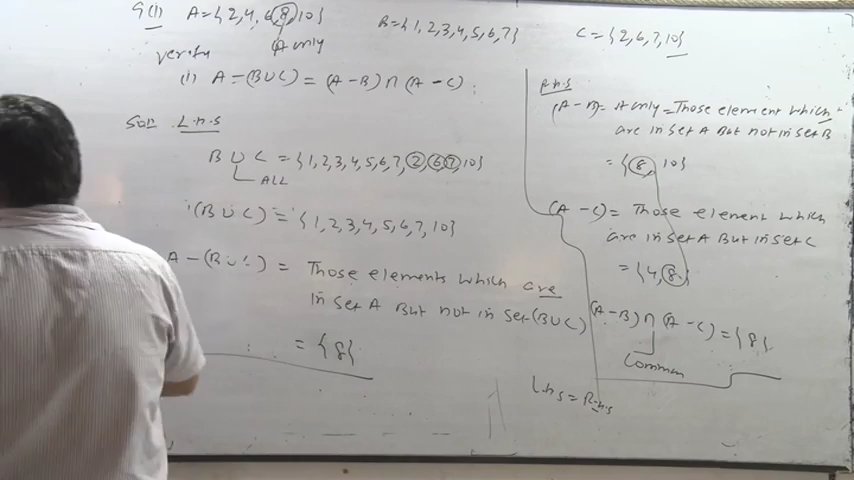 9(i) A={2,4,6,8,10} B={1,2,3,4,5,6,7} C={2,6,7,10}
A only
verify
(i) A-(B∪C)=(A-B)∩(A-C).
Soln L.h.s
B∪C={1,2,3,4,5,6,7,2,6,7,10}
ALL
(B∪C)={1,2,3,4,5,6,7,10}
A-(B∪C)= Those elements which are
in set A But not in set(B∪C)
={8}
R.h.s
(A-B)=A only=Those element which
are in set A But not in set B
={8,10}
(A-C)= Those element which
are in set A But in set C
={4,8}
(A-B)∩(A-C)={8}
Common
L.h.s=R.h.s